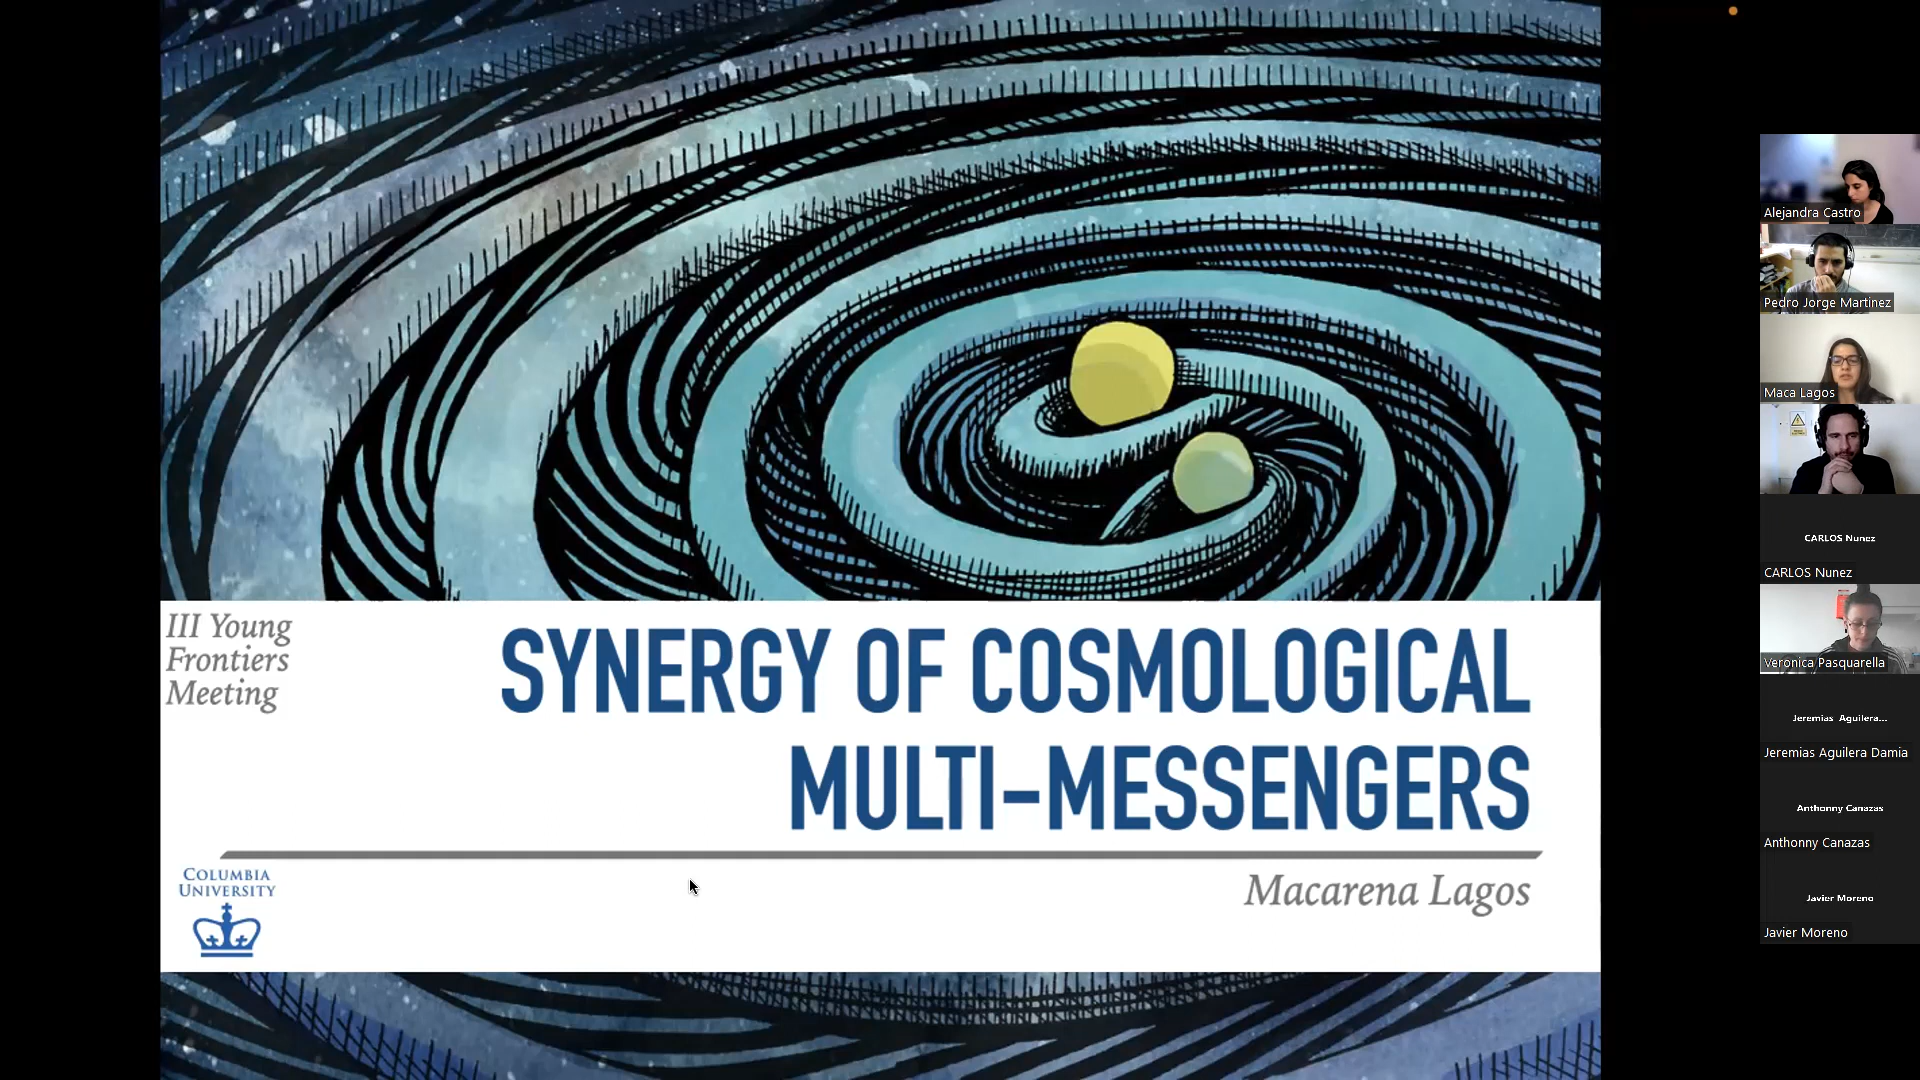 III Young
Frontiers
Meeting
SYNERGY OF COSMOLOGICAL
MULTI-MESSENGERS
Macarena Lagos
COLUMBIA
UNIVERSITY
Alejandra Castro
Pedro Jorge Martinez
Maca Lagos
CARLOS Nunez
CARLOS Nunez
Veronica Pasquarella
Jeremias Aguilera...
Jeremias Aguilera Damia
Anthonny Canazas
Anthonny Canazas
Javier Moreno
Javier Moreno